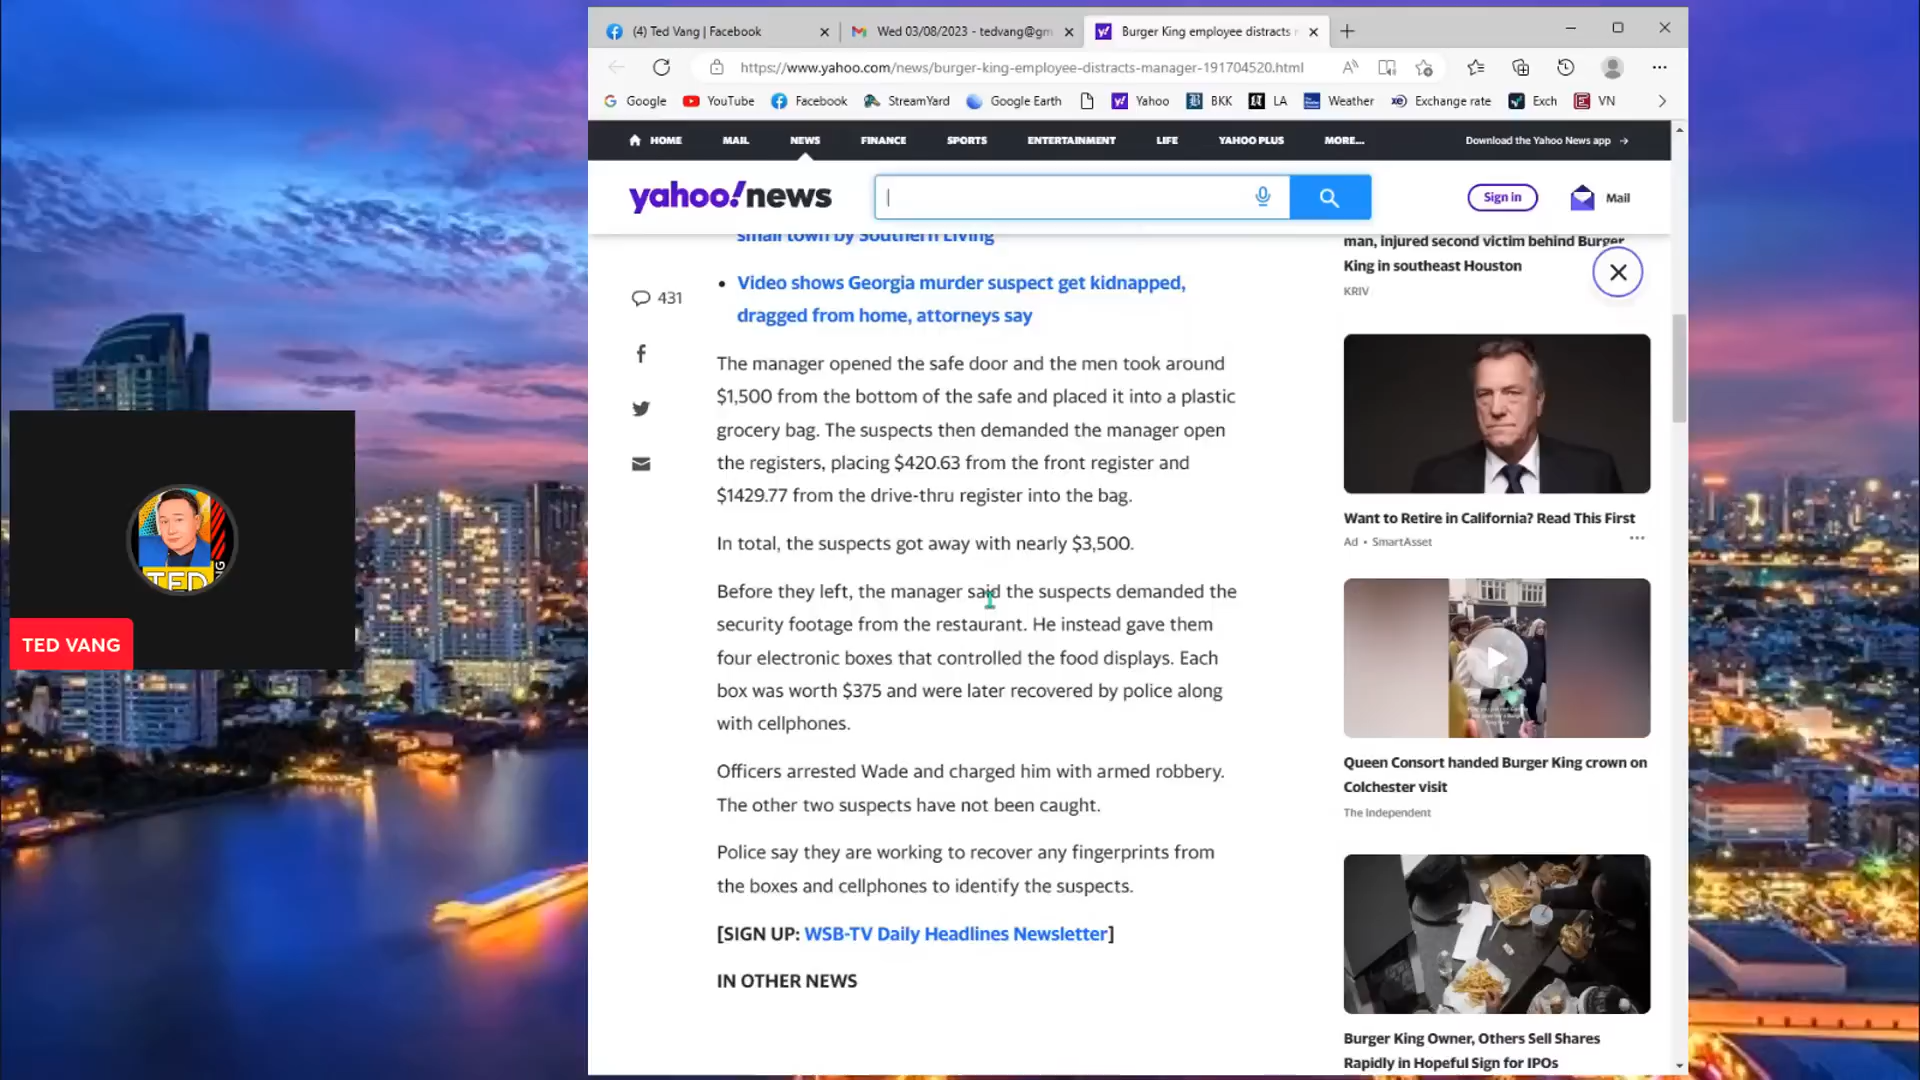 (4) Ted Vang | Facebook
Wed 03/08/2023 - tedvang@gm
Burger King employee distracts
https://www.yahoo.com/news/burger-king-employee-distracts-manager-191704520.html
Google YouTube Facebook StreamYard Google Earth Yahoo BKK LA Weather Exchange rate Exch VN
HOME MAIL NEWS FINANCE SPORTS ENTERTAINMENT LIFE YAHOO PLUS MORE... Download the Yahoo News app →
yahoo!news
Sign in
Mail
small town by Southern Living
• Video shows Georgia murder suspect get kidnapped,
dragged from home, attorneys say
431
The manager opened the safe door and the men took around
$1,500 from the bottom of the safe and placed it into a plastic
grocery bag. The suspects then demanded the manager open
the registers, placing $420.63 from the front register and
$1429.77 from the drive-thru register into the bag.
In total, the suspects got away with nearly $3,500.
Before they left, the manager said the suspects demanded the
security footage from the restaurant. He instead gave them
four electronic boxes that controlled the food displays. Each
box was worth $375 and were later recovered by police along
with cellphones.
Officers arrested Wade and charged him with armed robbery.
The other two suspects have not been caught.
Police say they are working to recover any fingerprints from
the boxes and cellphones to identify the suspects.
[SIGN UP: WSB-TV Daily Headlines Newsletter]
IN OTHER NEWS
man, injured second victim behind Burger
King in southeast Houston
KRIV
Want to Retire in California? Read This First
Ad • SmartAsset
Queen Consort handed Burger King crown on
Colchester visit
The Independent
Burger King Owner, Others Sell Shares
Rapidly in Hopeful Sign for IPOs
TED
TED VANG